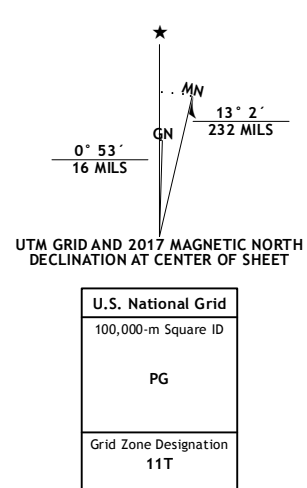 ★
MN
GN
13° 2´
232 MILS
0° 53´
16 MILS
UTM GRID AND 2017 MAGNETIC NORTH
DECLINATION AT CENTER OF SHEET
U.S. National Grid
100,000-m Square ID
PG
Grid Zone Designation
11T